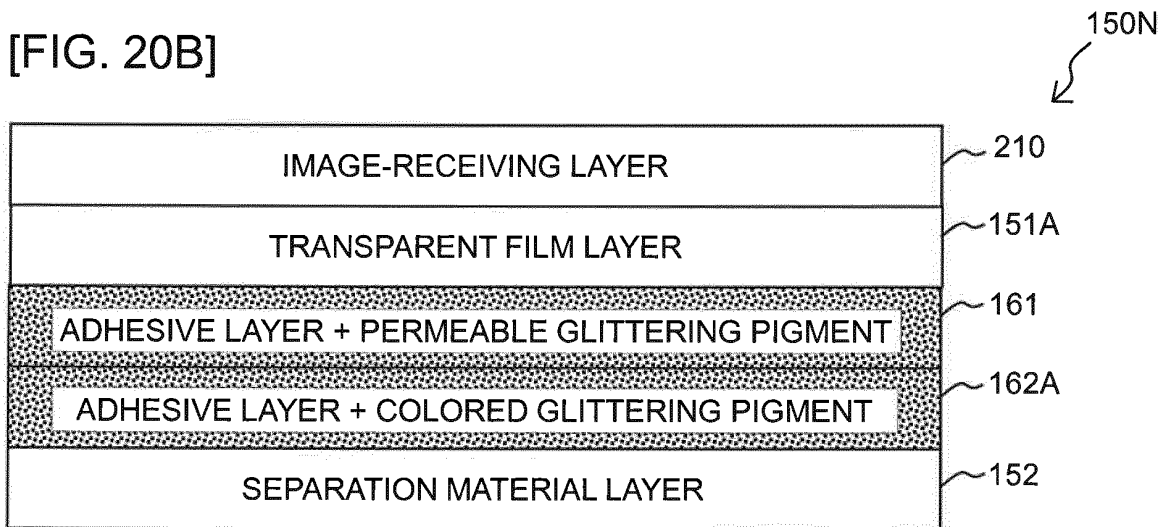 150N
[FIG. 20B]
IMAGE-RECEIVING LAYER 210
TRANSPARENT FILM LAYER 151A
ADHESIVE LAYER + PERMEABLE GLITTERING PIGMENT 161
ADHESIVE LAYER + COLORED GLITTERING PIGMENT 162A
SEPARATION MATERIAL LAYER 152